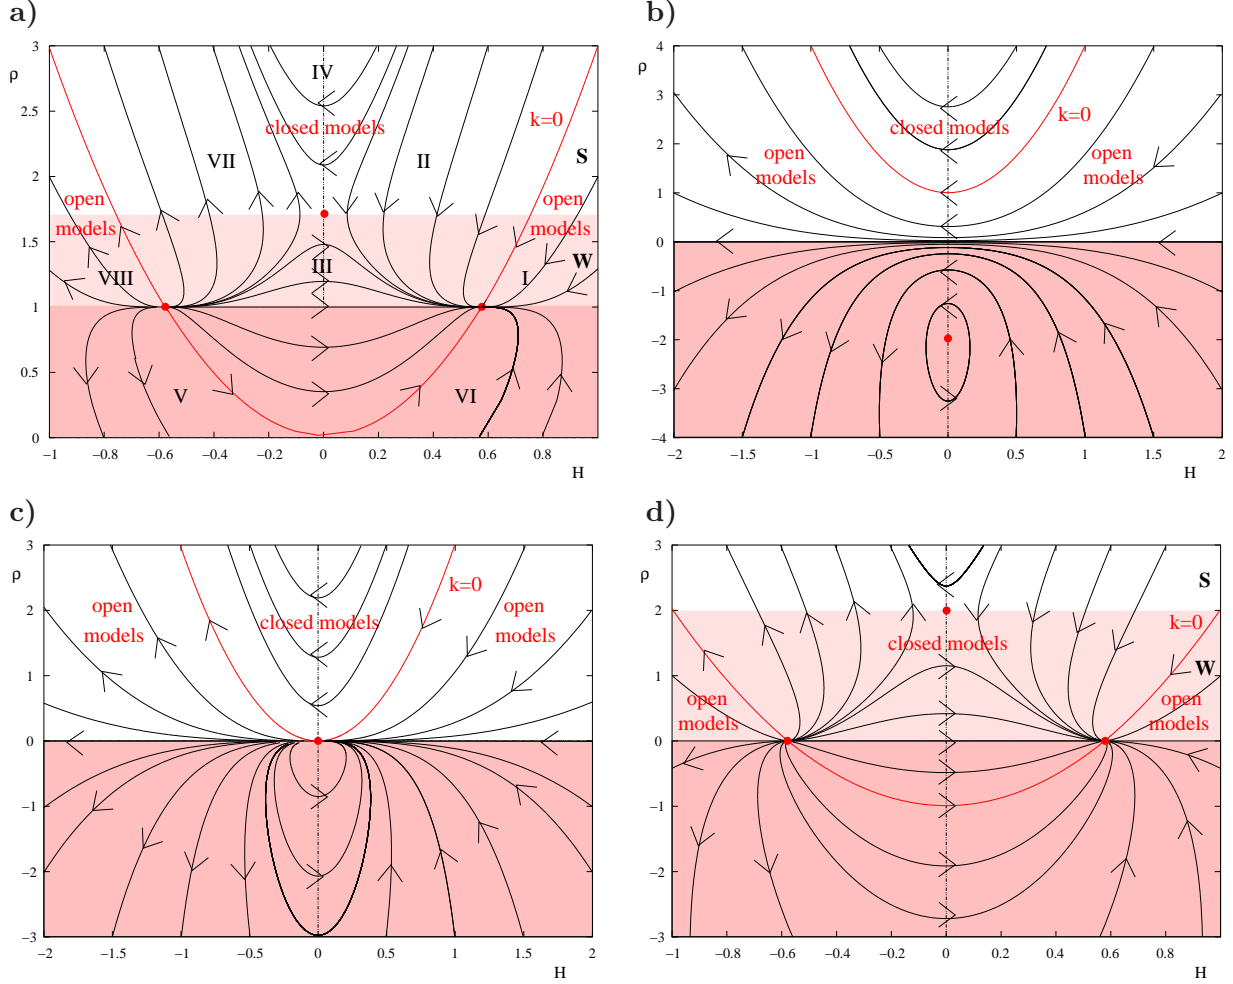 a)
3
2.5
2
1.5
1
0.5
0
ρ
IV
closed models
k=0
VII
II
S
open
models
open
models
W
III
VIII
I
V
VI
−1
−0.8
−0.6
−0.4
−0.2
0
0.2
0.4
0.6
0.8
H
b)
4
3
2
1
0
−1
−2
−3
−4
ρ
k=0
closed models
open
models
open
models
−2
−1.5
−1
−0.5
0
0.5
1
1.5
2
H
c)
3
2
1
0
−1
−2
−3
ρ
k=0
open
models
closed models
open
models
−2
−1.5
−1
−0.5
0
0.5
1
1.5
2
H
d)
3
2
1
0
−1
−2
−3
ρ
S
k=0
closed models
W
open
models
open
models
−1
−0.8
−0.6
−0.4
−0.2
0
0.2
0.4
0.6
0.8
H